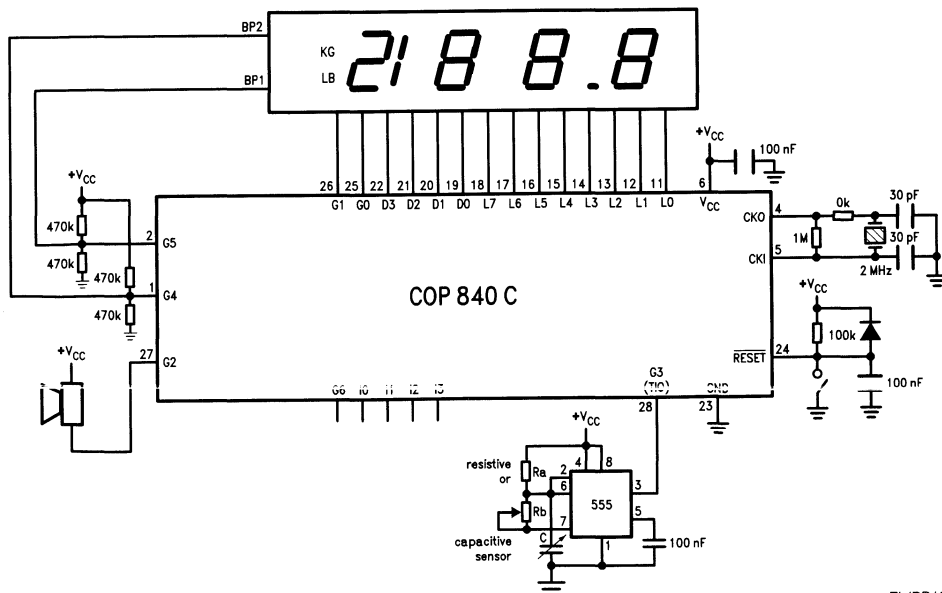 BP2
KG
LB
2188.8
BP1
+VCC
470k
470k
470k
470k
26 25 22 21 20 19 18 17 16 15 14 13 12 11
G1 G0 D3 D2 D1 D0 L7 L6 L5 L4 L3 L2 L1 L0
+VCC
100 nF
6
VCC
2
G5
1
G4
27
G2
+VCC
COP 840 C
CKO
4
0k
30 pF
1M
30 pF
CKI
5
2 MHz
+VCC
100k
RESET
24
100 nF
G6 I0 I1 I2 I3
G3
(TIO)
28
GND
23
+VCC
resistive
or
capacitive
sensor
Ra
Rb
C
2
6
7
4
8
555
3
5
1
100 nF